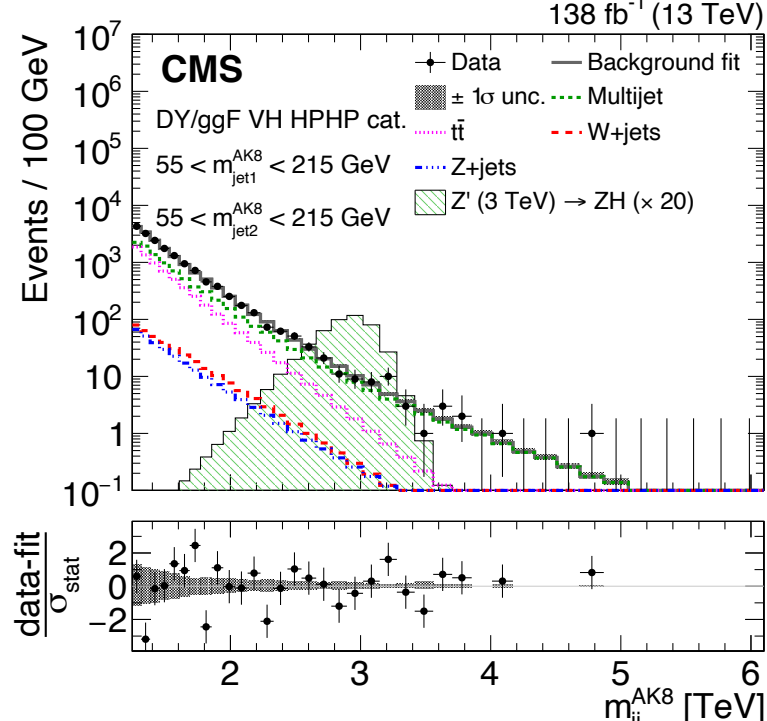 138 fb⁻¹ (13 TeV)
CMS
Data
Background fit
± 1σ unc.
Multijet
tt̄
W+jets
Z+jets
Z' (3 TeV) → ZH (× 20)
DY/ggF VH HPHP cat.
55 < m_jet1^AK8 < 215 GeV
55 < m_jet2^AK8 < 215 GeV
Events / 100 GeV
10⁷
10⁶
10⁵
10⁴
10³
10²
10
1
10⁻¹
data-fit
σ_stat
2
0
−2
2 3 4 5 6
m_jj^AK8 [TeV]